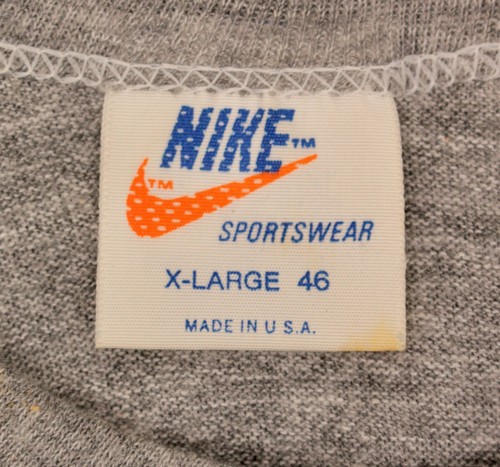 NIKE™
™
SPORTSWEAR
X-LARGE 46
MADE IN U.S.A.